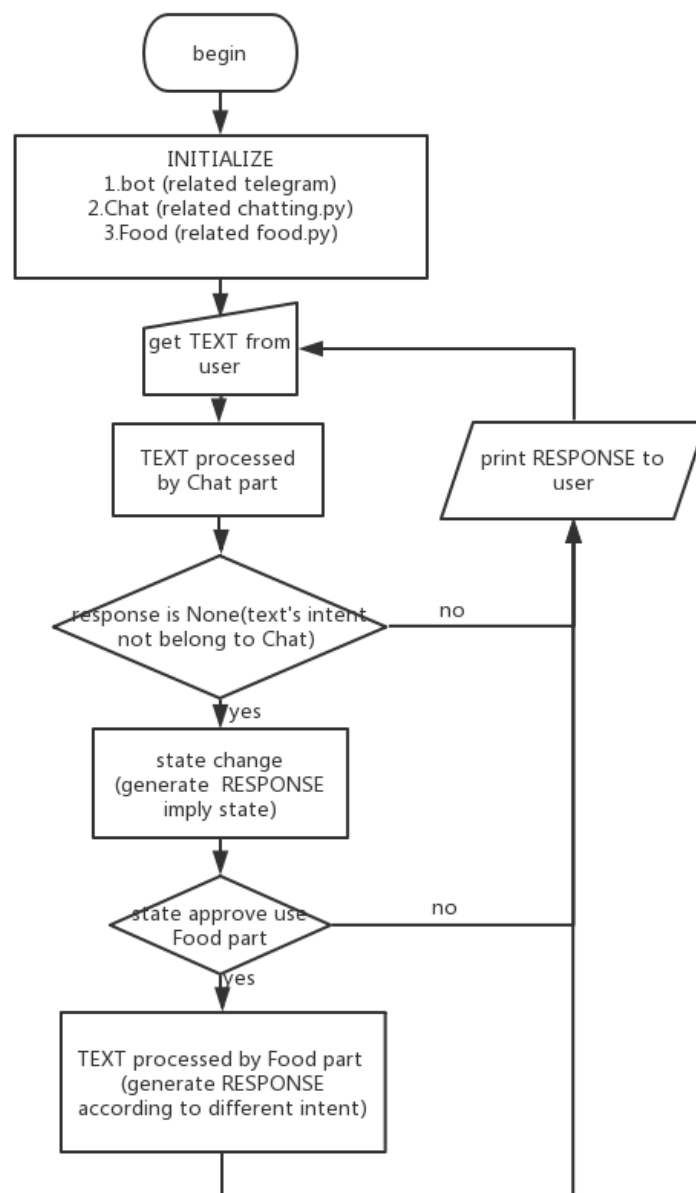 begin
INITIALIZE
1.bot (related telegram)
2.Chat (related chatting.py)
3.Food (related food.py)
get TEXT from
user
TEXT processed
by Chat part
print RESPONSE to
user
response is None(text's intent
not belong to Chat)
no
yes
state change
(generate RESPONSE
imply state)
state approve use
Food part
no
yes
TEXT processed by Food part
(generate RESPONSE
according to different intent)